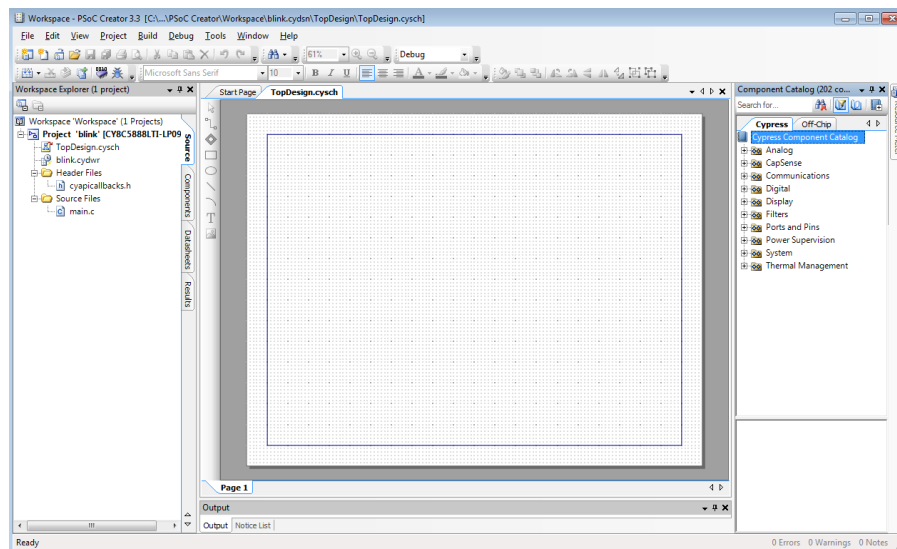 Workspace - PSoC Creator 3.3 [C:\...\PSoC Creator\Workspace\blink.cydsn\TopDesign\TopDesign.cysch]
File Edit View Project Build Debug Tools Window Help
61% Debug
Microsoft Sans Serif 10 B I U A
Workspace Explorer (1 project)
Workspace 'Workspace' (1 Projects)
Project 'blink' [CY8C5888LTI-LP09
TopDesign.cysch
blink.cydwr
Header Files
cyapicallbacks.h
Source Files
main.c
Source
Components
Datasheets
Results
Start Page TopDesign.cysch
T
Page 1
Output
Output Notice List
Component Catalog (202 co...
Search for...
Cypress Off-Chip
Cypress Component Catalog
Analog
CapSense
Communications
Digital
Display
Filters
Ports and Pins
Power Supervision
System
Thermal Management
Ready
0 Errors 0 Warnings 0 Notes